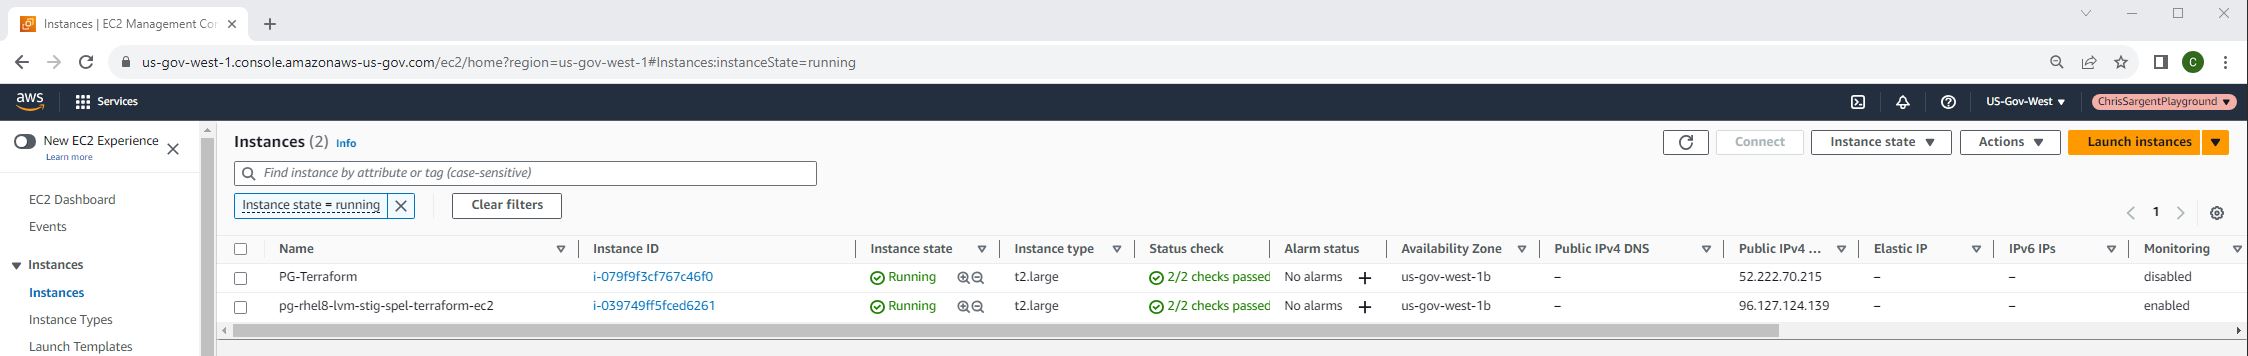 Instances | EC2 Management Con
us-gov-west-1.console.amazonaws-us-gov.com/ec2/home?region=us-gov-west-1#Instances:instanceState=running
C
aws Services US-Gov-West ChrisSargentPlayground
New EC2 Experience
Learn more
EC2 Dashboard
Events
Instances
Instances
Instance Types
Launch Templates
Instances (2) Info
Connect Instance state Actions Launch instances
Find instance by attribute or tag (case-sensitive)
Instance state = running Clear filters
1
Name Instance ID Instance state Instance type Status check Alarm status Availability Zone Public IPv4 DNS Public IPv4 ... Elastic IP IPv6 IPs Monitoring
PG-Terraform i-079f9f3cf767c46f0 Running t2.large 2/2 checks passed No alarms + us-gov-west-1b – 52.222.70.215 – – disabled
pg-rhel8-lvm-stig-spel-terraform-ec2 i-039749ff5fced6261 Running t2.large 2/2 checks passed No alarms + us-gov-west-1b – 96.127.124.139 – – enabled